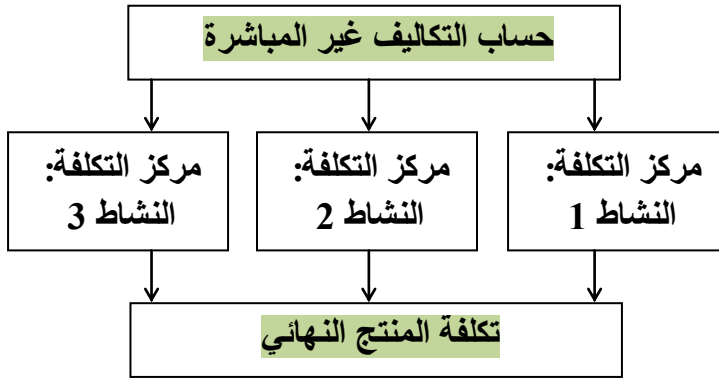 حساب التكاليف غير المباشرة
مركز التكلفة:
النشاط 1
مركز التكلفة:
النشاط 2
مركز التكلفة:
النشاط 3
تكلفة المنتج النهائي